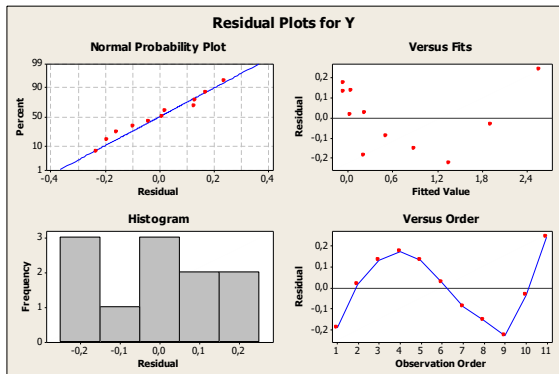 Residual Plots for Y
Normal Probability Plot
99
90
50
10
1
Percent
-0,4 -0,2 0,0 0,2 0,4
Residual
Versus Fits
0,2
0,1
0,0
-0,1
-0,2
Residual
0,0 0,6 1,2 1,8 2,4
Fitted Value
Histogram
3
2
1
0
Frequency
-0,2 -0,1 0,0 0,1 0,2
Residual
Versus Order
0,2
0,1
0,0
-0,1
-0,2
Residual
1 2 3 4 5 6 7 8 9 10 11
Observation Order